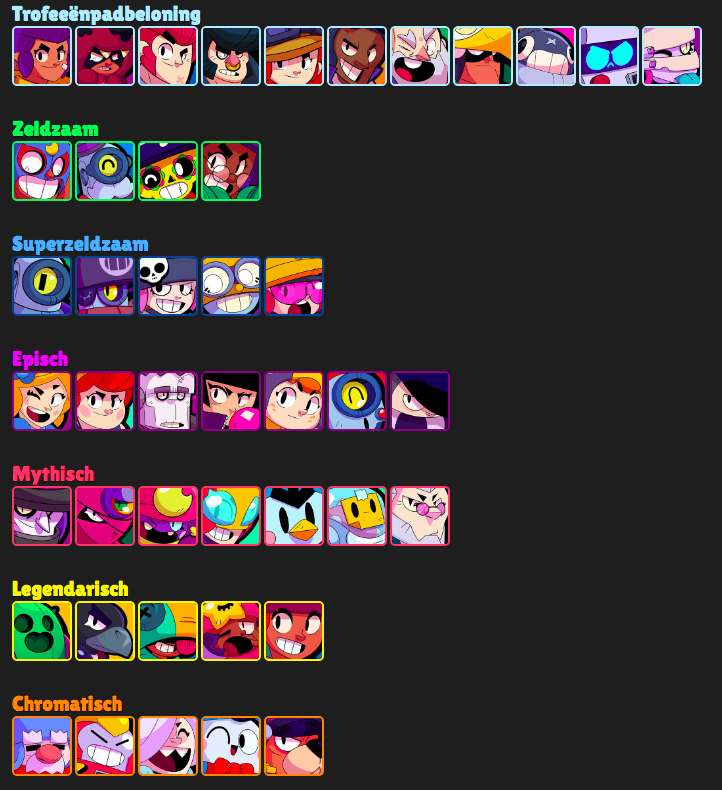 Trofeeënpadbeloning
Zeldzaam
Superzeldzaam
Episch
Mythisch
Legendarisch
Chromatisch